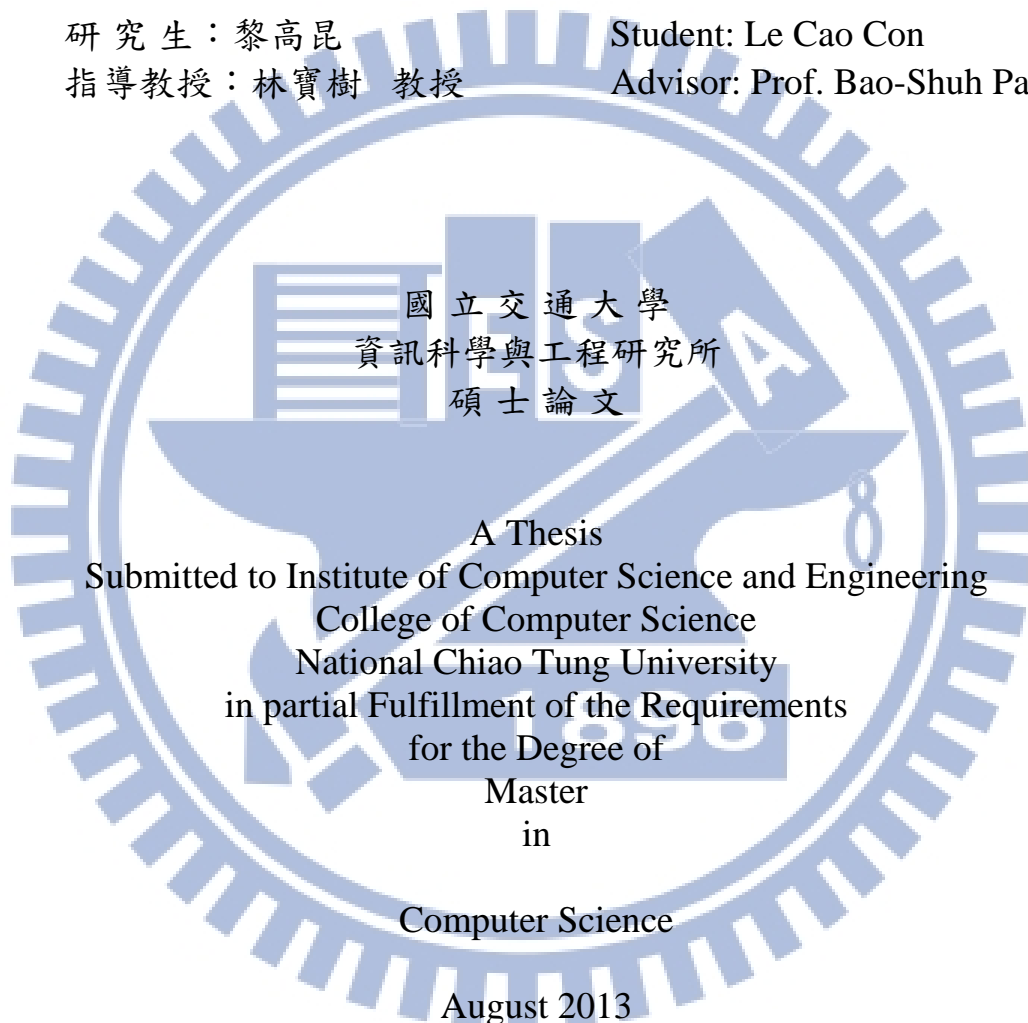 研 究 生：黎高昆 Student: Le Cao Con
指導教授：林寶樹 教授 Advisor: Prof. Bao-Shuh Pa
國 立 交 通 大 學
資訊科學與工程研究所
碩 士 論 文
E S A
8
A Thesis
Submitted to Institute of Computer Science and Engineering
College of Computer Science
National Chiao Tung University
in partial Fulfillment of the Requirements
1896
for the Degree of
Master
in
Computer Science
August 2013